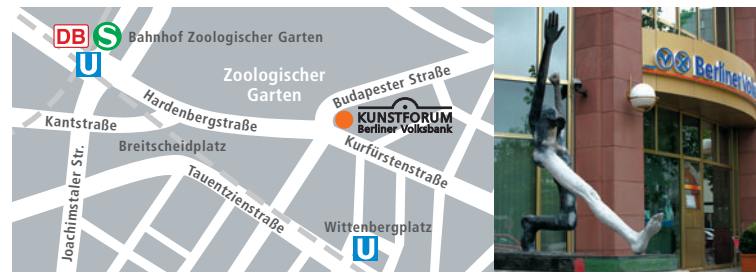 DB S Bahnhof Zoologischer Garten
U
Zoologischer
Garten
Budapester Straße
Hardenbergstraße
KUNSTFORUM
Berliner Volksbank
Kantstraße
Breitscheidplatz
Kurfürstenstraße
Joachimstaler Str.
Tauentzienstraße
Wittenbergplatz
U
Berliner